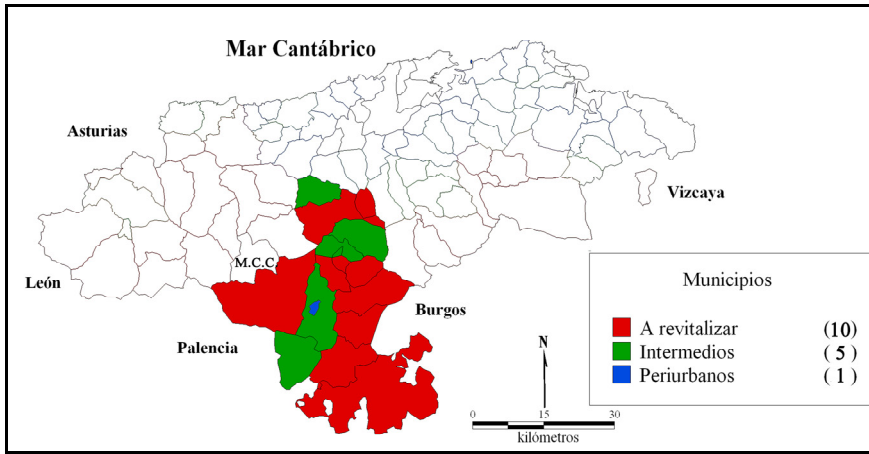 Mar Cantábrico
Asturias
Vizcaya
M.C.C.
León
Burgos
Palencia
Municipios
A revitalizar (10)
Intermedios ( 5 )
Periurbanos ( 1 )
N
0 15 30
kilómetros